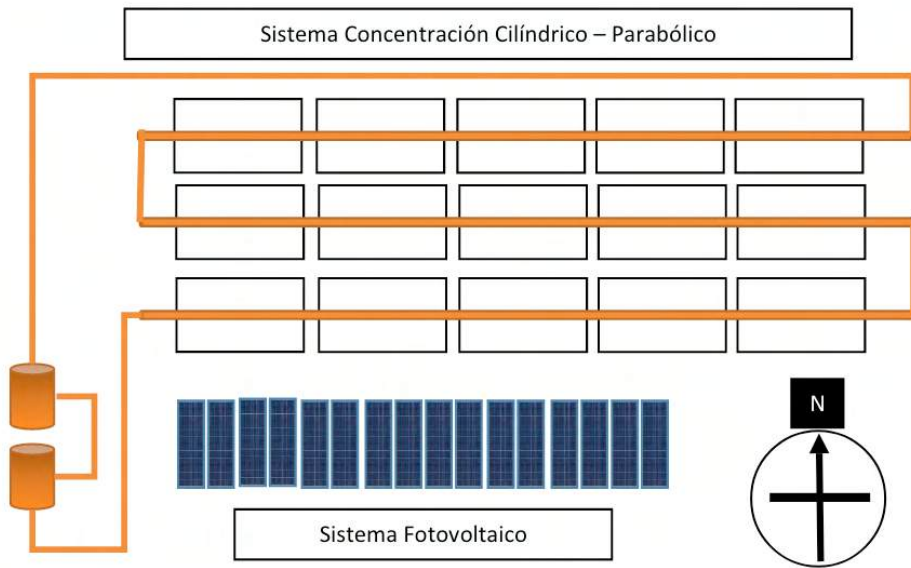 Sistema Concentración Cilíndrico – Parabólico
N
Sistema Fotovoltaico